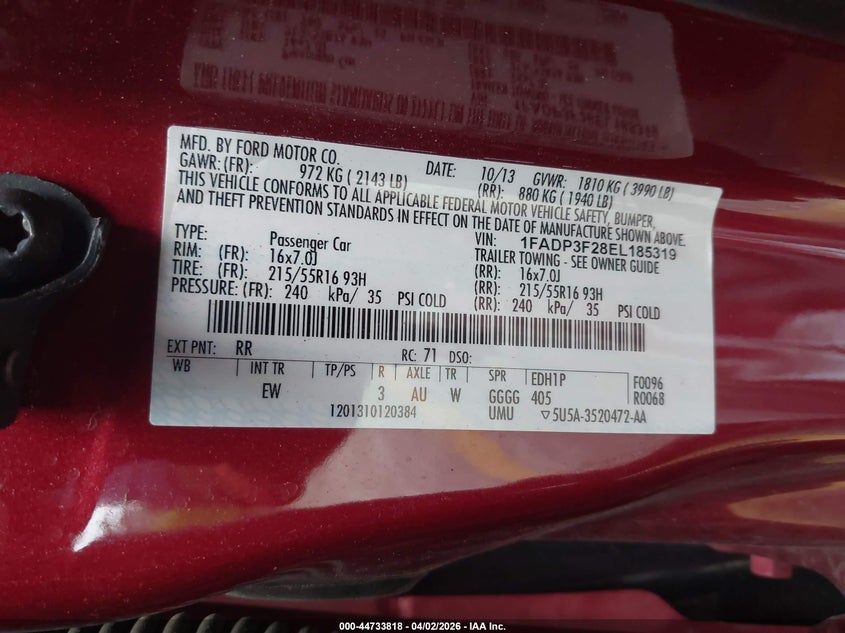 MFD. BY FORD MOTOR CO. DATE: 10/13 GVWR: 1810 KG ( 3990 LB)
GAWR: (FR): 972 KG ( 2143 LB) (RR): 880 KG ( 1940 LB)
THIS VEHICLE CONFORMS TO ALL APPLICABLE FEDERAL MOTOR VEHICLE SAFETY, BUMPER,
AND THEFT PREVENTION STANDARDS IN EFFECT ON THE DATE OF MANUFACTURE SHOWN ABOVE.
VIN: 1FADP3F28EL185319
TYPE: Passenger Car TRAILER TOWING - SEE OWNER GUIDE
RIM: (FR): 16x7.0J (RR): 16x7.0J
TIRE: (FR): 215/55R16 93H (RR): 215/55R16 93H
PRESSURE: (FR): 240 kPa/ 35 PSI COLD (RR): 240 kPa/ 35 PSI COLD
EXT PNT: RR RC: 71 DSO:
WB INT TR TP/PS R AXLE TR SPR EDH1P F0096
EW 3 AU W GGGG 405 R0068
1201310120384 UMU ▽5U5A-3520472-AA
000-44733818 - 04/02/2026 - IAA Inc.